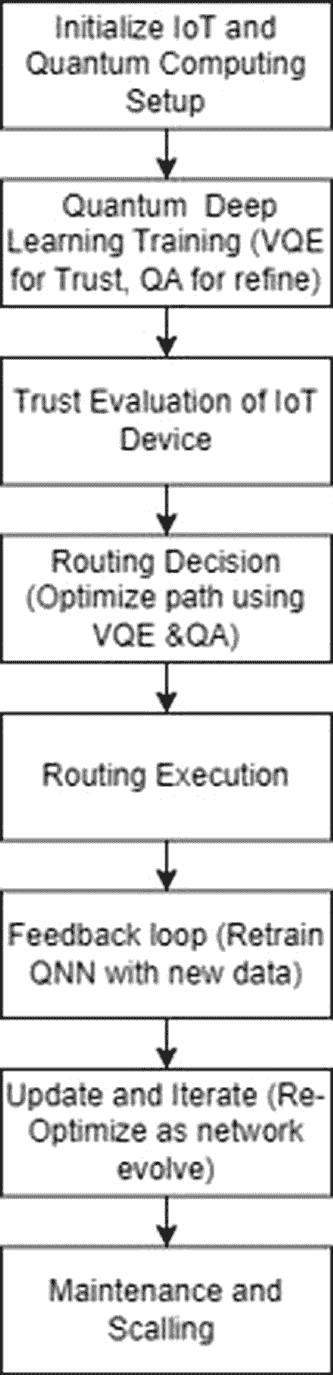 Initialize IoT and
Quantum Computing
Setup
Quantum Deep
Learning Training (VQE
for Trust, QA for refine)
Trust Evaluation of IoT
Device
Routing Decision
(Optimize path using
VQE &QA)
Routing Execution
Feedback loop (Retrain
QNN with new data)
Update and Iterate (Re-
Optimize as network
evolve)
Maintenance and
Scalling